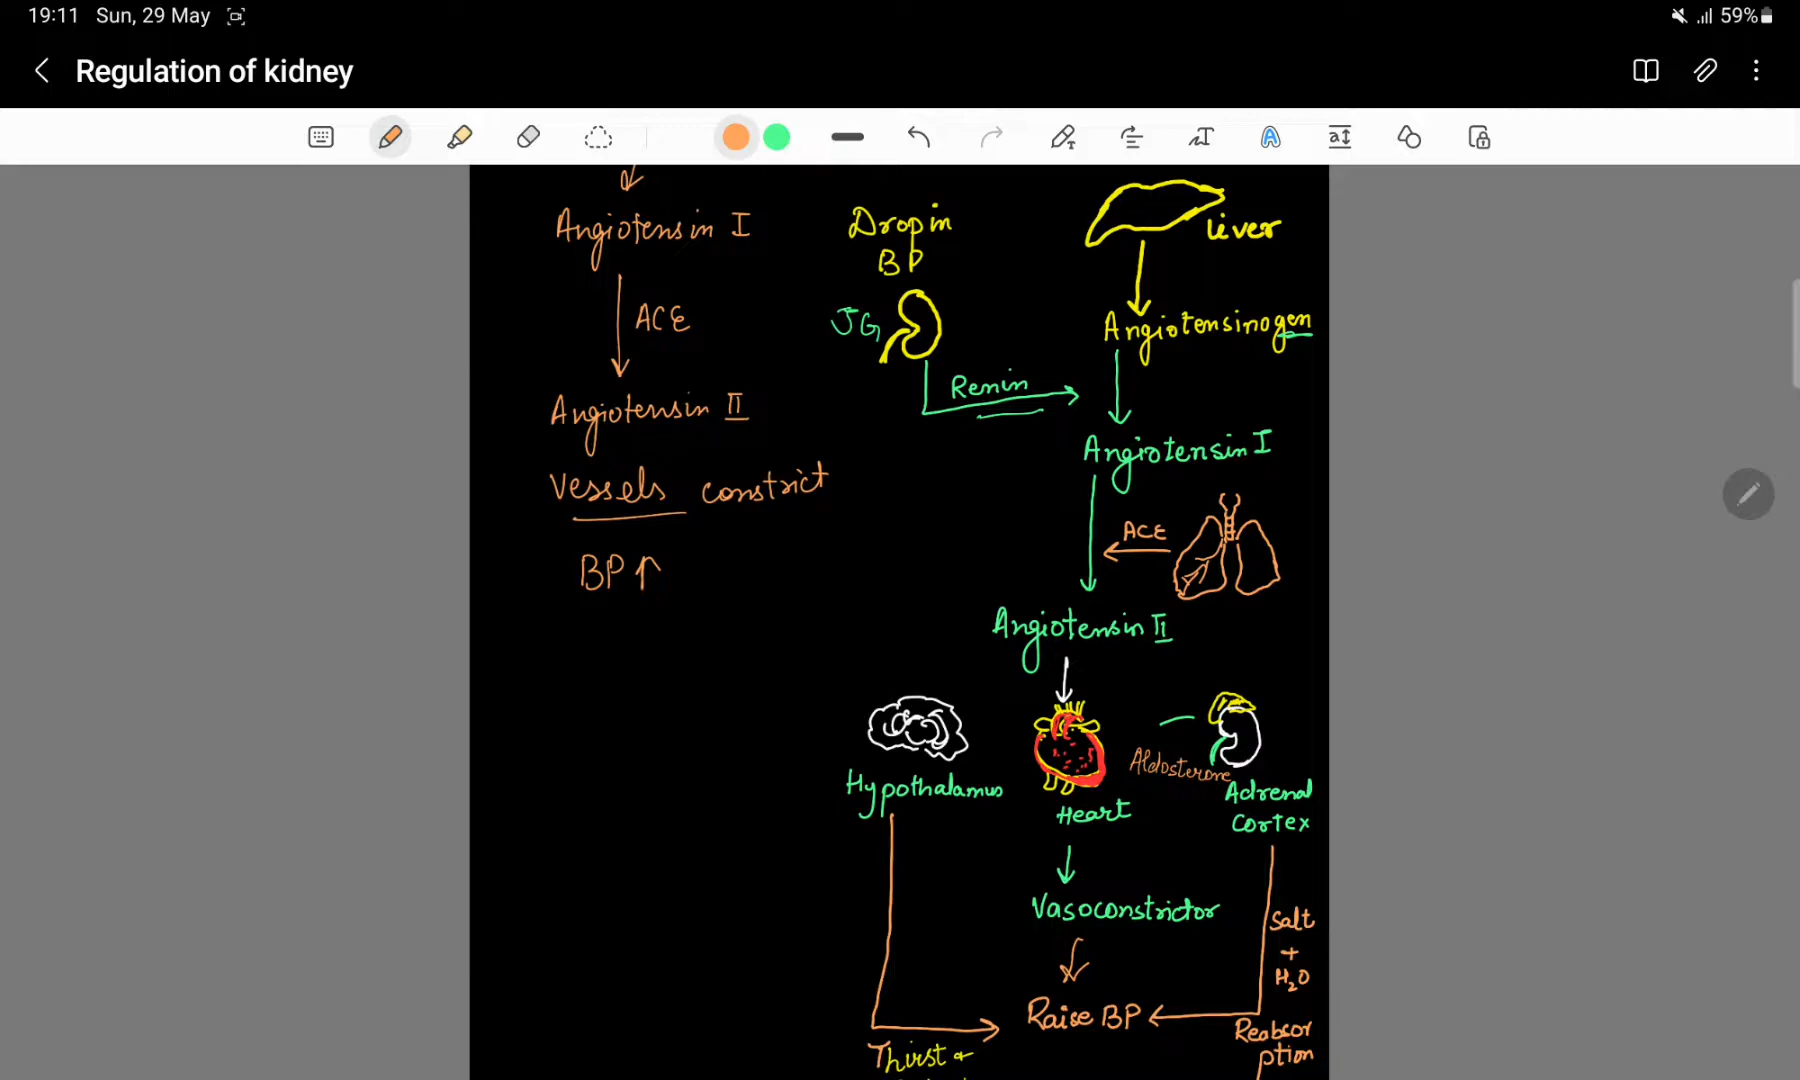 19:11 Sun, 29 May
59%
Regulation of kidney
Angiotensin I
ACE
Angiotensin II
Vessels constrict
BP↑
Drop in
BP
JG
Renin
Liver
Angiotensinogen
Angiotensin I
ACE
Angiotensin II
Hypothalamus
Heart
Aldosterone
Adrenal
Cortex
Vasoconstrictor
Salt
+
H2O
Raise BP
Reabsor
ption
Thirst &